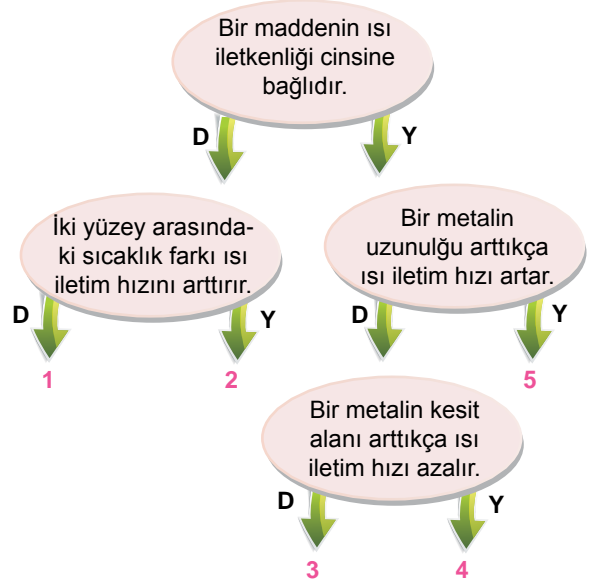 Bir maddenin ısı
iletkenliği cinsine
bağlıdır.
D
Y
İki yüzey arasında-
ki sıcaklık farkı ısı
iletim hızını arttırır.
Bir metalin
uzunulğu arttıkça
ısı iletim hızı artar.
D
Y
D
Y
1
2
5
Bir metalin kesit
alanı arttıkça ısı
iletim hızı azalır.
D
Y
3
4